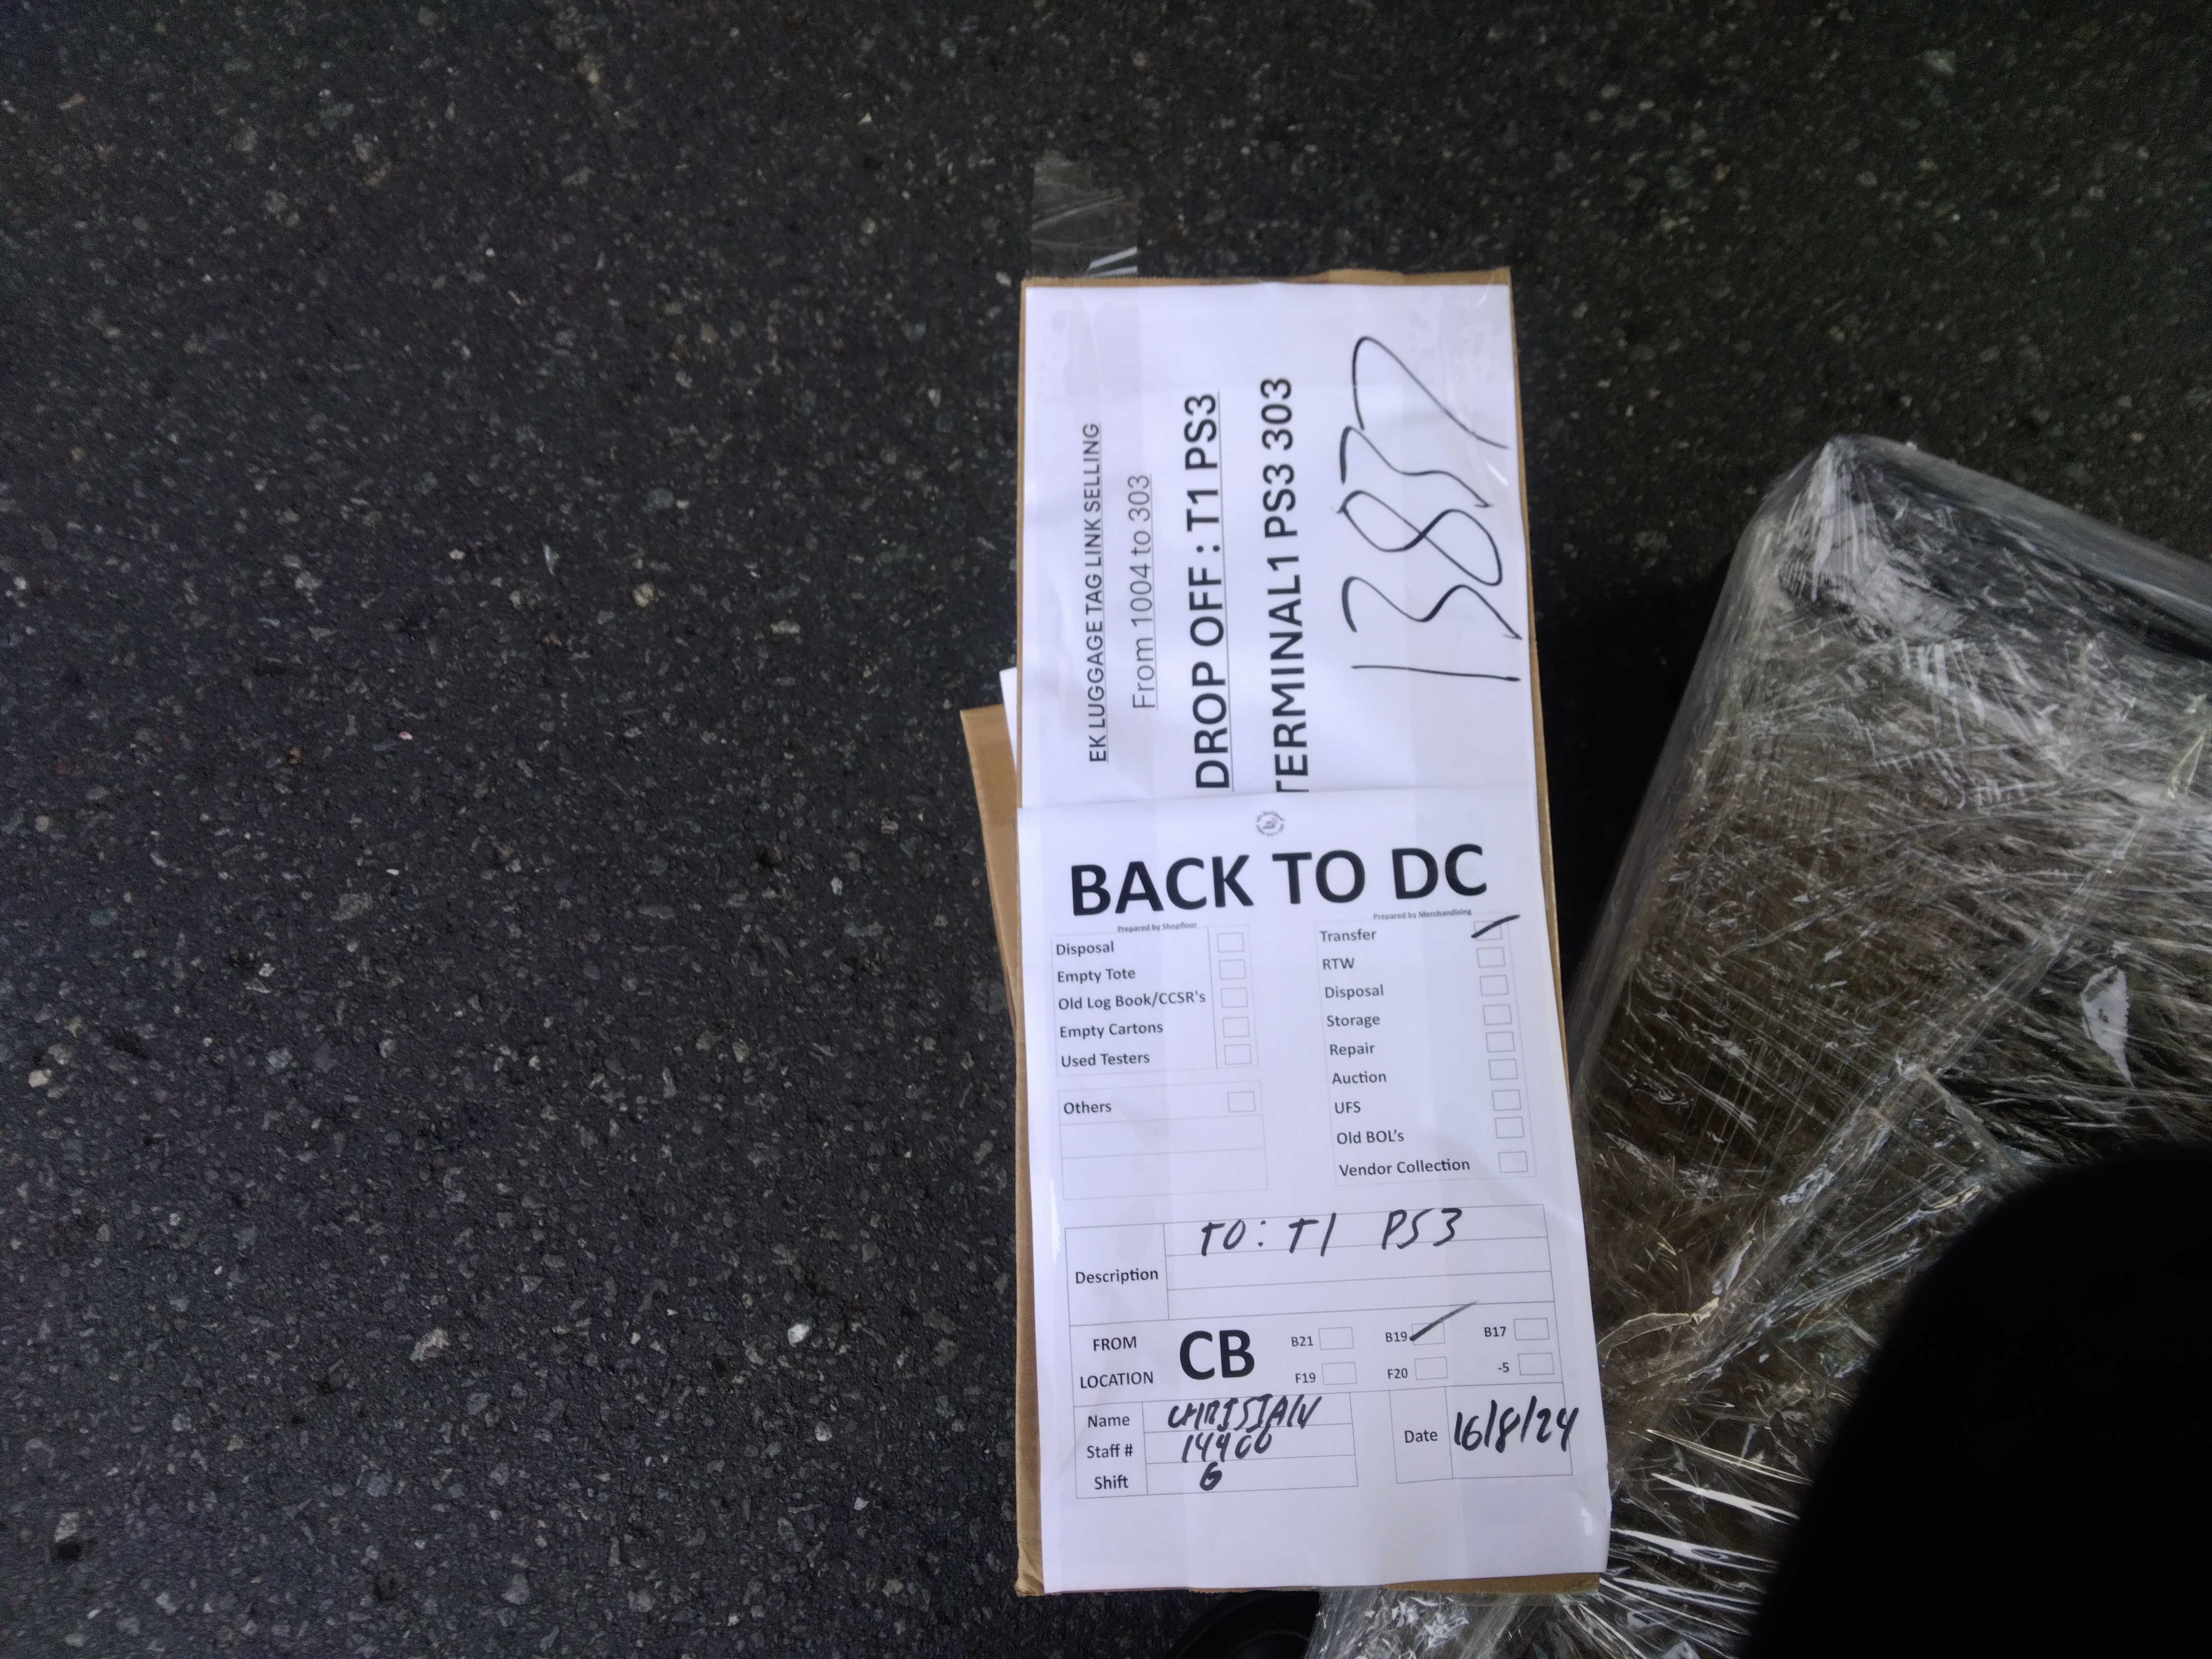 EK LUGGAGE TAG LINK SELLING
From 1004 to 303
DROP OFF : T1 PS3
TERMINAL1 PS3 303
13837
BACK TO DC
Prepared by Shopfloor
Disposal
Empty Tote
Old Log Book/CCSR's
Empty Cartons
Used Testers
Others
Prepared by Merchandising
Transfer
RTW
Disposal
Storage
Repair
Auction
UFS
Old BOL's
Vendor Collection
Description TO: T1 PS3
FROM LOCATION CB
B21 B19 B17
F19 F20 -5
Name CHRISIAN
Staff # 14400
Shift G
Date 16/8/24